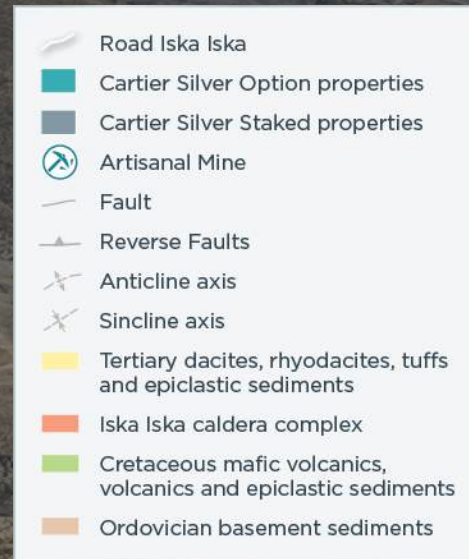 Road Iska Iska
Cartier Silver Option properties
Cartier Silver Staked properties
Artisanal Mine
Fault
Reverse Faults
Anticline axis
Sincline axis
Tertiary dacites, rhyodacites, tuffs
and epiclastic sediments
Iska Iska caldera complex
Cretaceous mafic volcanics,
volcanics and epiclastic sediments
Ordovician basement sediments